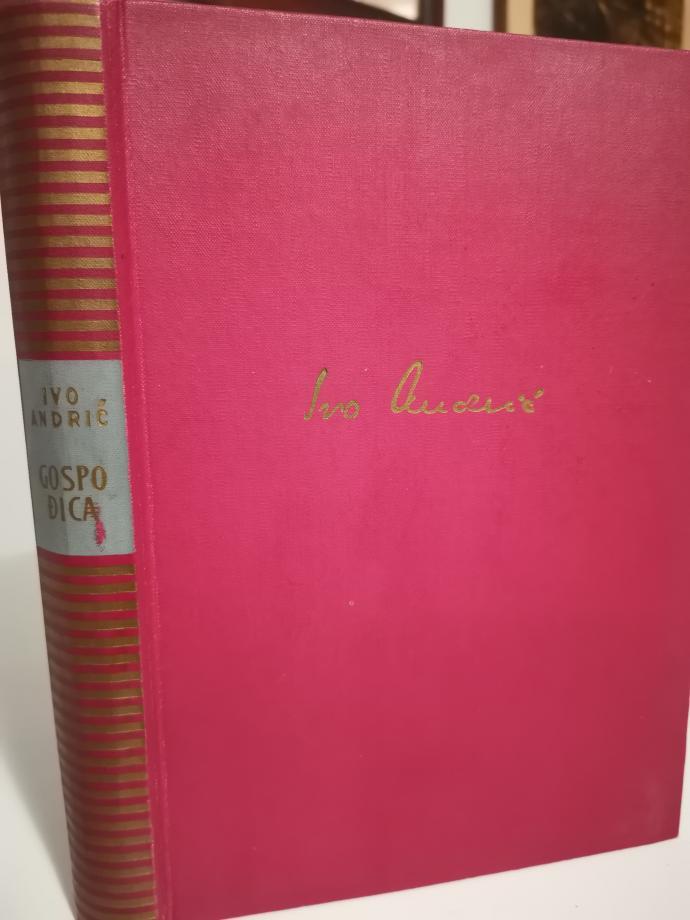 IVO
ANDRIĆ
GOSPO
ĐICA
Ivo Andrić